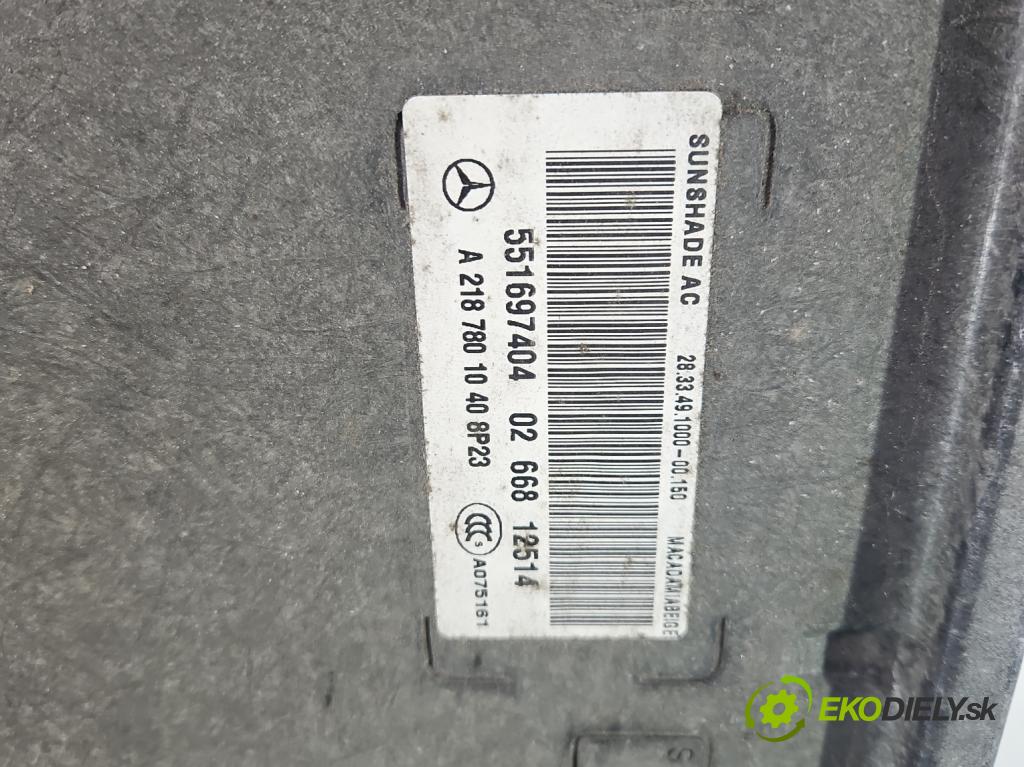 SUNSHADE AC 28.33.49.1000-00.150 MACADAMIABEIGE
551697404 02 668 12514
A 218 780 10 40 8P23 CCC S A075161
S
EKODIELY.sk